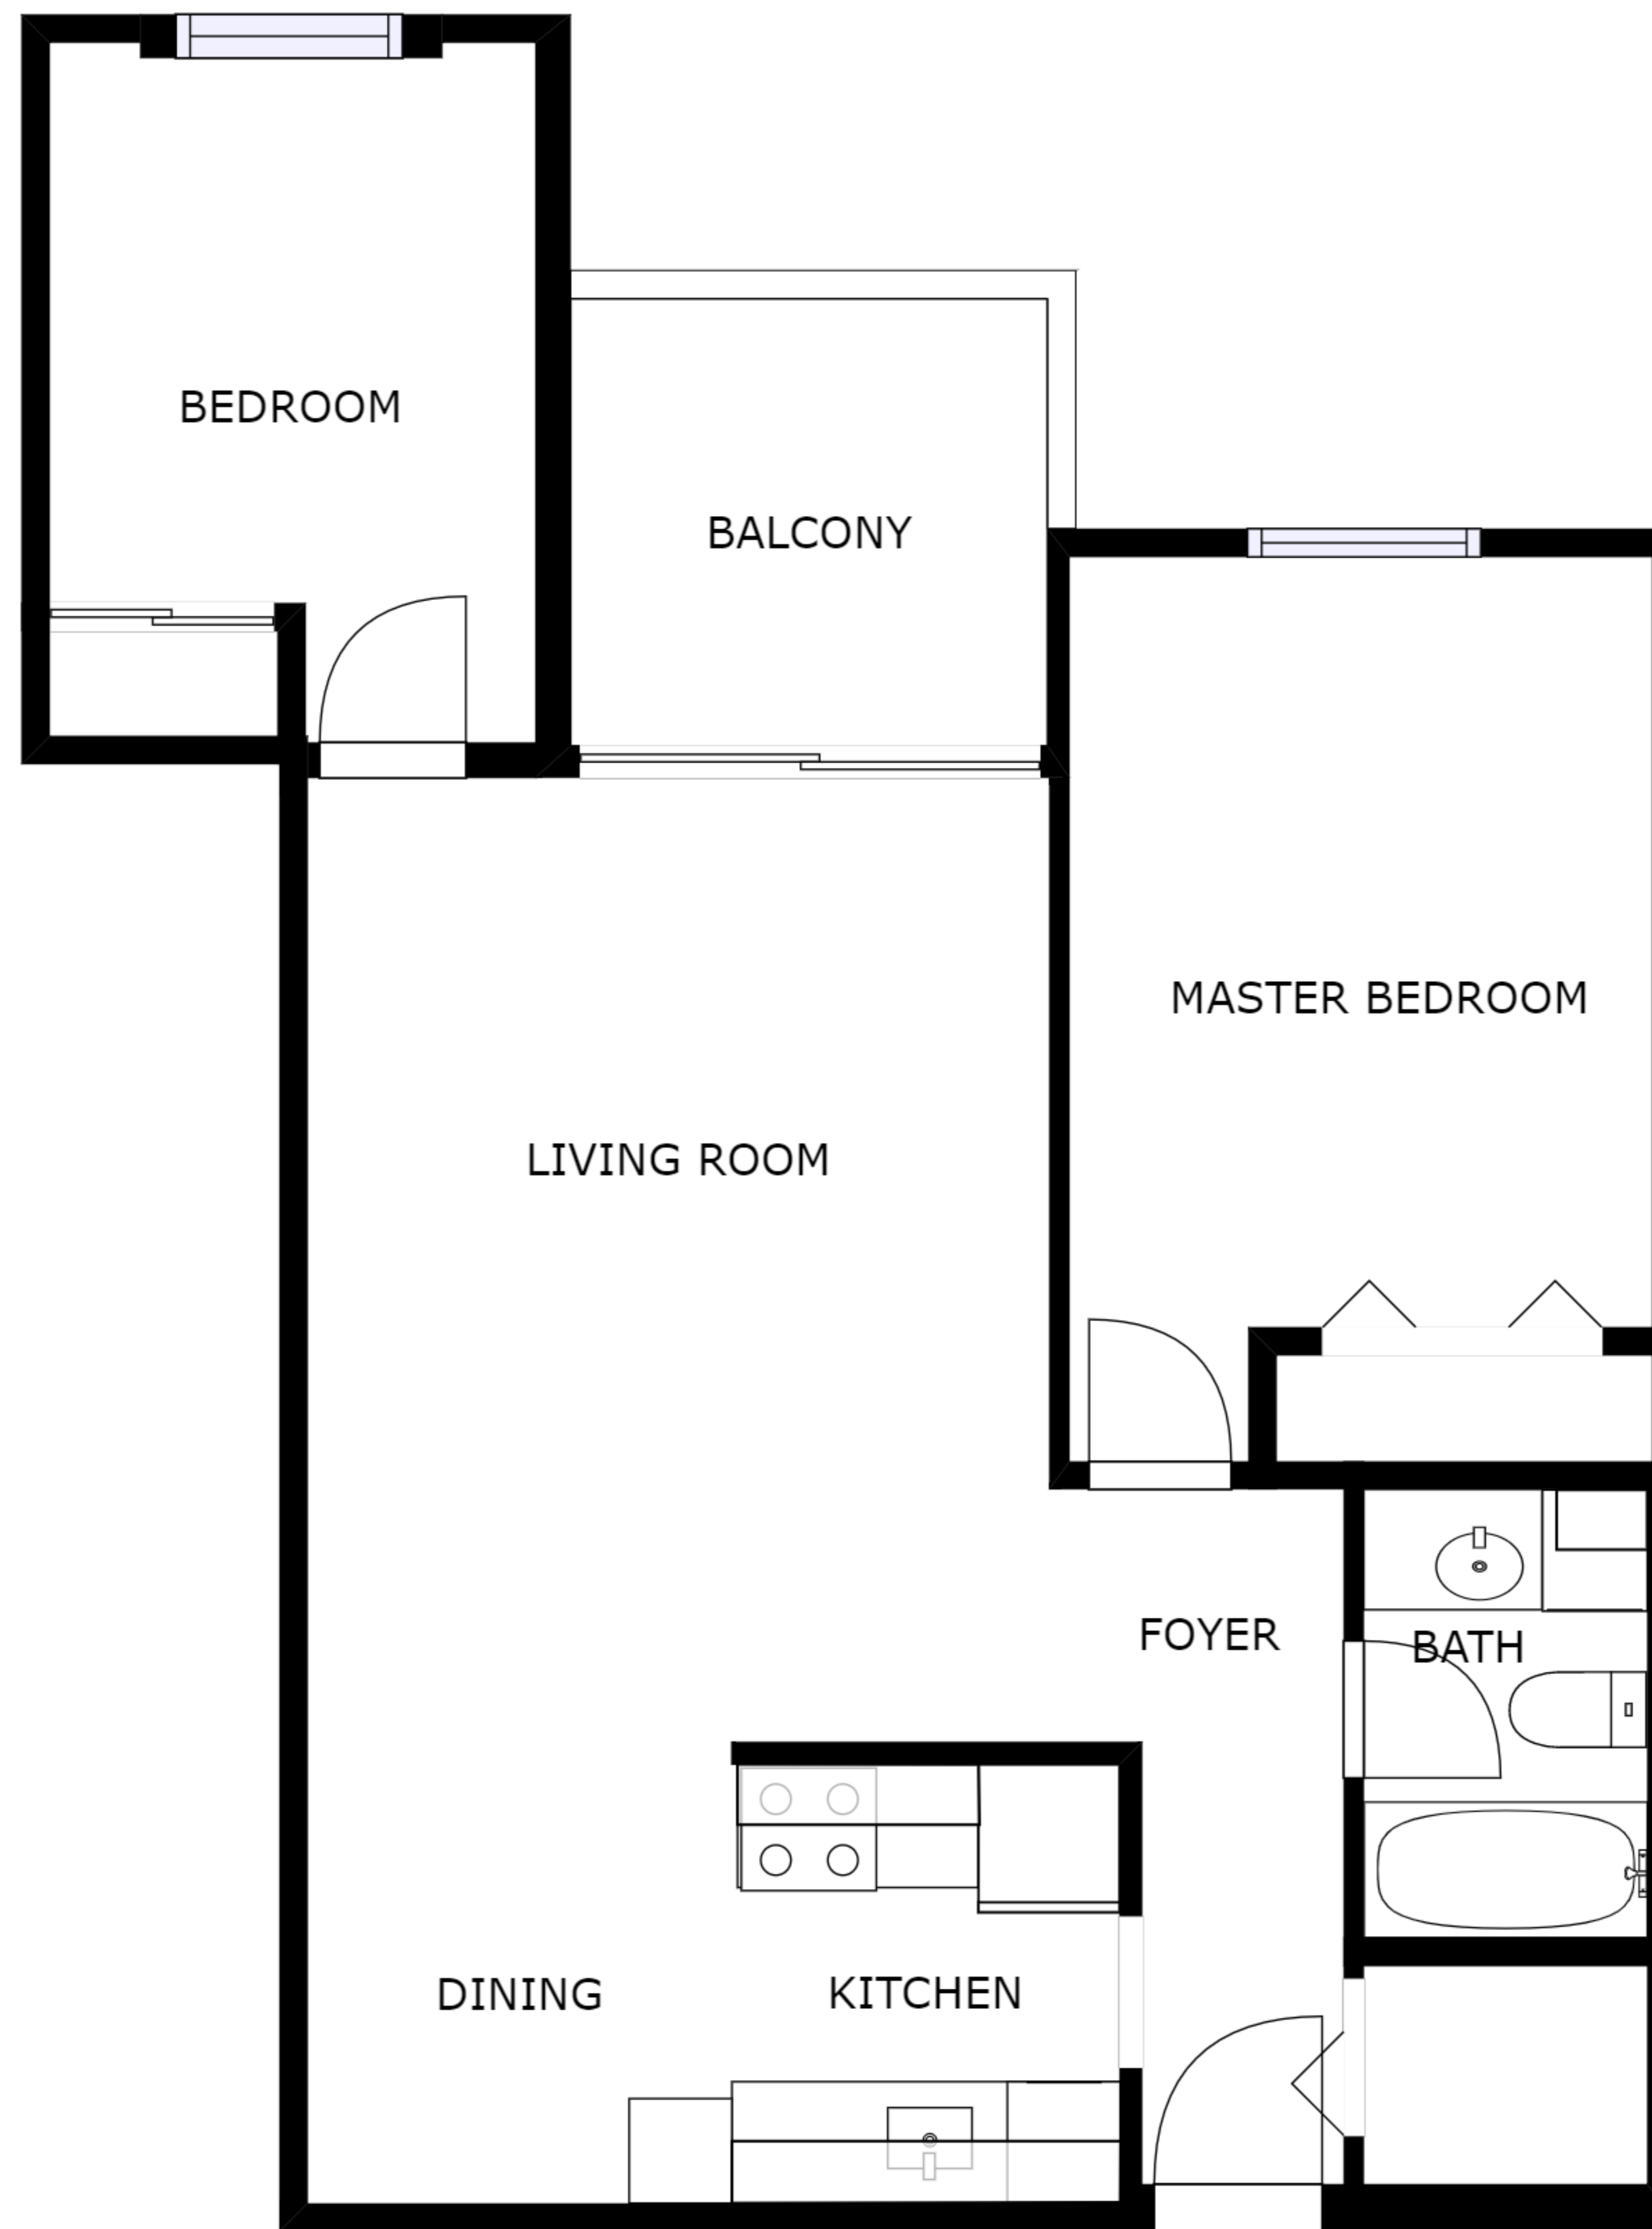 BEDROOM
BALCONY
MASTER BEDROOM
LIVING ROOM
FOYER
BATH
DINING
KITCHEN